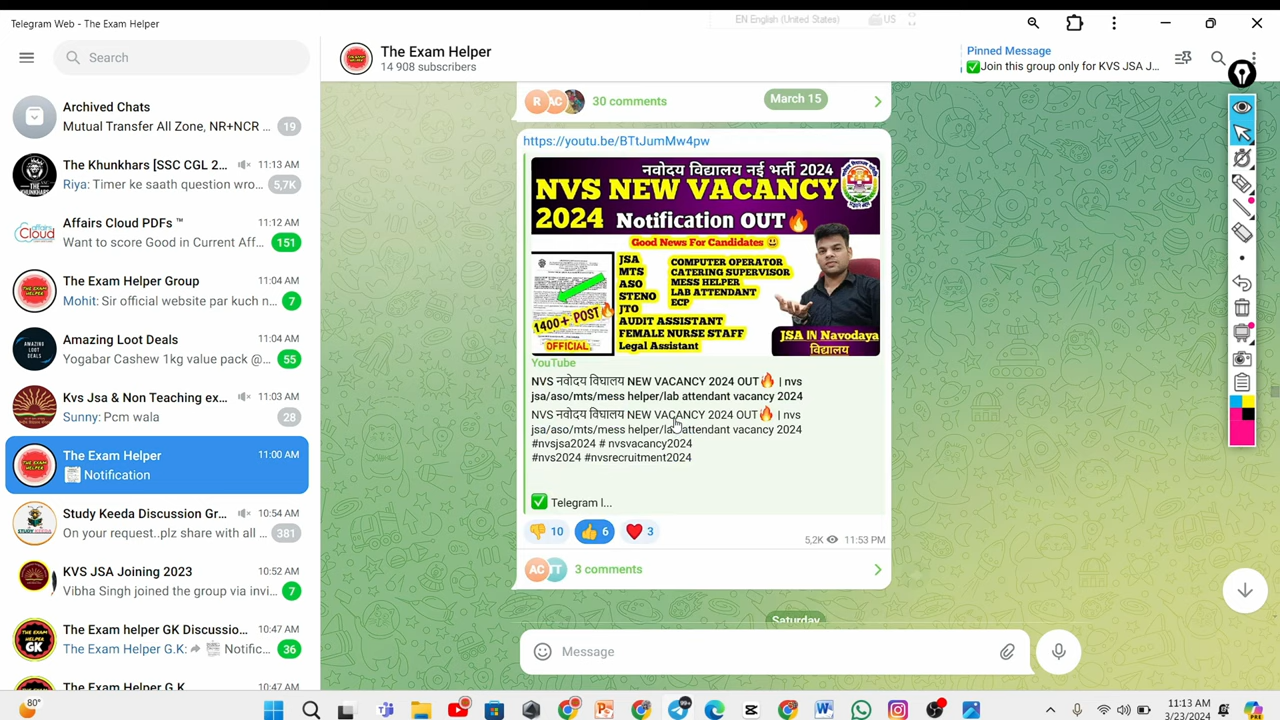 Telegram Web - The Exam Helper
EN English (United States) US
Search
Archived Chats
Mutual Transfer All Zone, NR+NCR ... 19
The Khunkhars [SSC CGL 2... 11:13 AM
Riya: Timer ke saath question wro... 5,7K
Affairs Cloud PDFs ™ 11:12 AM
Want to score Good in Current Aff... 151
The Exam Helper Group 11:04 AM
Mohit: Sir official website par kuch n... 7
Amazing Loot Deals 11:04 AM
Yogabar Cashew 1kg value pack @... 55
Kvs Jsa & Non Teaching ex... 11:03 AM
Sunny: Pcm wala 28
The Exam Helper 11:00 AM
Notification
Study Keeda Discussion Gr... 10:54 AM
On your request..plz share with all ... 381
KVS JSA Joining 2023 10:52 AM
Vibha Singh joined the group via invi... 7
The Exam helper GK Discussio... 10:47 AM
The Exam Helper G.K: Notific... 36
The Exam Helper G.K 10:47 AM
The Exam Helper
14 908 subscribers
Pinned Message
✅Join this group only for KVS JSA J...
R AC 30 comments
March 15
https://youtu.be/BTtJumMw4pw
नवोदय विद्यालय नई भर्ती 2024
NVS NEW VACANCY
2024 Notification OUT🔥
Good News For Candidates 😃
JSA
MTS
ASO
STENO
JTO
AUDIT ASSISTANT
FEMALE NURSE STAFF
Legal Assistant
COMPUTER OPERATOR
CATERING SUPERVISOR
MESS HELPER
LAB ATTENDANT
ECP
1400+ POST🔥
OFFICIAL
JSA IN Navodaya
विद्यालय
YouTube
NVS नवोदय विघालय NEW VACANCY 2024 OUT🔥 | nvs
jsa/aso/mts/mess helper/lab attendant vacancy 2024
NVS नवोदय विघालय NEW VACANCY 2024 OUT🔥 | nvs
jsa/aso/mts/mess helper/lab attendant vacancy 2024
#nvsjsa2024 # nvsvacancy2024
#nvs2024 #nvsrecruitment2024
✅ Telegram l...
👎 10 👍 6 ❤ 3
5,2K 11:53 PM
AC TT 3 comments
Saturday
Message
80°
99+
11:13 AM
3/23/2024